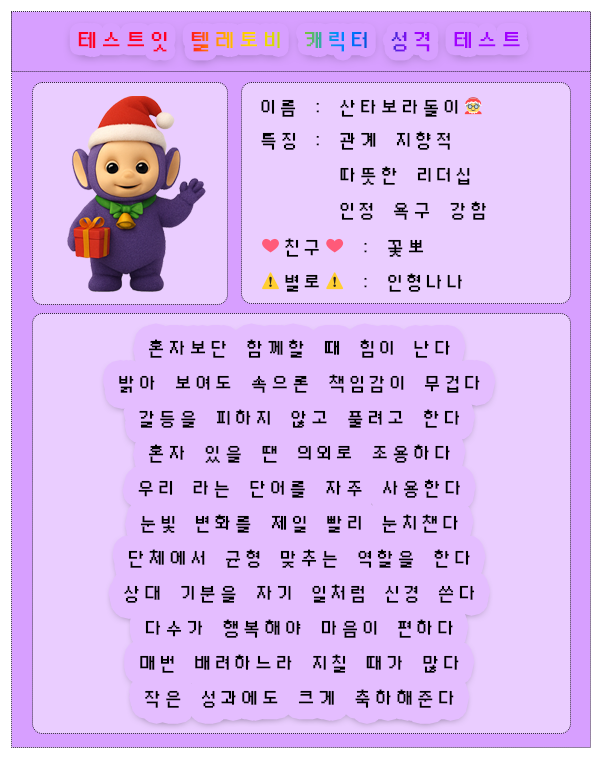 테스트잇 텔레토비 캐릭터 성격 테스트
이름 : 산타보라돌이🎅
특징 : 관계 지향적
따뜻한 리더십
인정 욕구 강함
❤️친구❤️ : 꽃뽀
⚠️별로⚠️ : 인형나나
혼자보단 함께할 때 힘이 난다
밝아 보여도 속으론 책임감이 무겁다
갈등을 피하지 않고 풀려고 한다
혼자 있을 땐 의외로 조용하다
우리 라는 단어를 자주 사용한다
눈빛 변화를 제일 빨리 눈치챈다
단체에서 균형 맞추는 역할을 한다
상대 기분을 자기 일처럼 신경 쓴다
다수가 행복해야 마음이 편하다
매번 배려하느라 지칠 때가 많다
작은 성과에도 크게 축하해준다